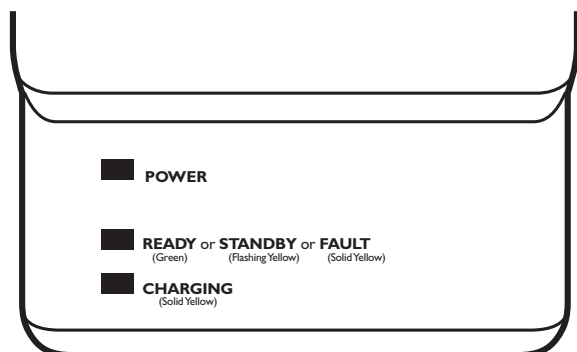 POWER
READY or STANDBY or FAULT
(Green) (Flashing Yellow) (Solid Yellow)
CHARGING
(Solid Yellow)